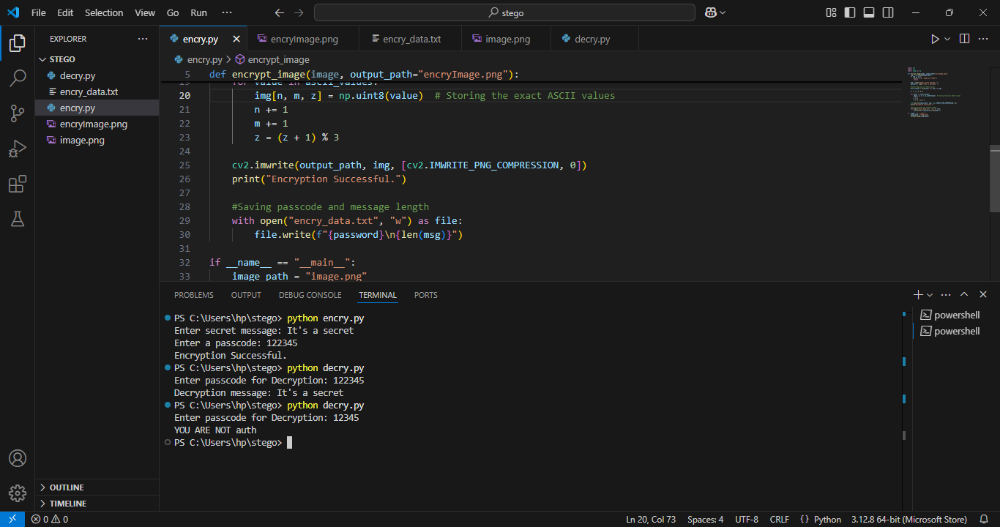 File Edit Selection View Go Run ··· stego
EXPLORER ···
STEGO
decry.py
encry_data.txt
encry.py
encryImage.png
image.png
OUTLINE
TIMELINE
encry.py encryImage.png encry_data.txt image.png decry.py
encry.py > encrypt_image
5 def encrypt_image(image, output_path="encryImage.png"):
19 for value in ascii_values:
20 img[n, m, z] = np.uint8(value)  # Storing the exact ASCII values
21 n += 1
22 m += 1
23 z = (z + 1) % 3
24
25 cv2.imwrite(output_path, img, [cv2.IMWRITE_PNG_COMPRESSION, 0])
26 print("Encryption Successful.")
27
28 #Saving passcode and message length
29 with open("encry_data.txt", "w") as file:
30 file.write(f"{password}\n{len(msg)}")
31
32 if __name__ == "__main__":
33 image_path = "image.png"
PROBLEMS OUTPUT DEBUG CONSOLE TERMINAL PORTS
PS C:\Users\hp\stego> python encry.py
Enter secret message: It's a secret
Enter a passcode: 122345
Encryption Successful.
PS C:\Users\hp\stego> python decry.py
Enter passcode for Decryption: 122345
Decryption message: It's a secret
PS C:\Users\hp\stego> python decry.py
Enter passcode for Decryption: 12345
YOU ARE NOT auth
PS C:\Users\hp\stego>
powershell
powershell
0 0 Ln 20, Col 73 Spaces: 4 UTF-8 CRLF {} Python 3.12.8 64-bit (Microsoft Store)